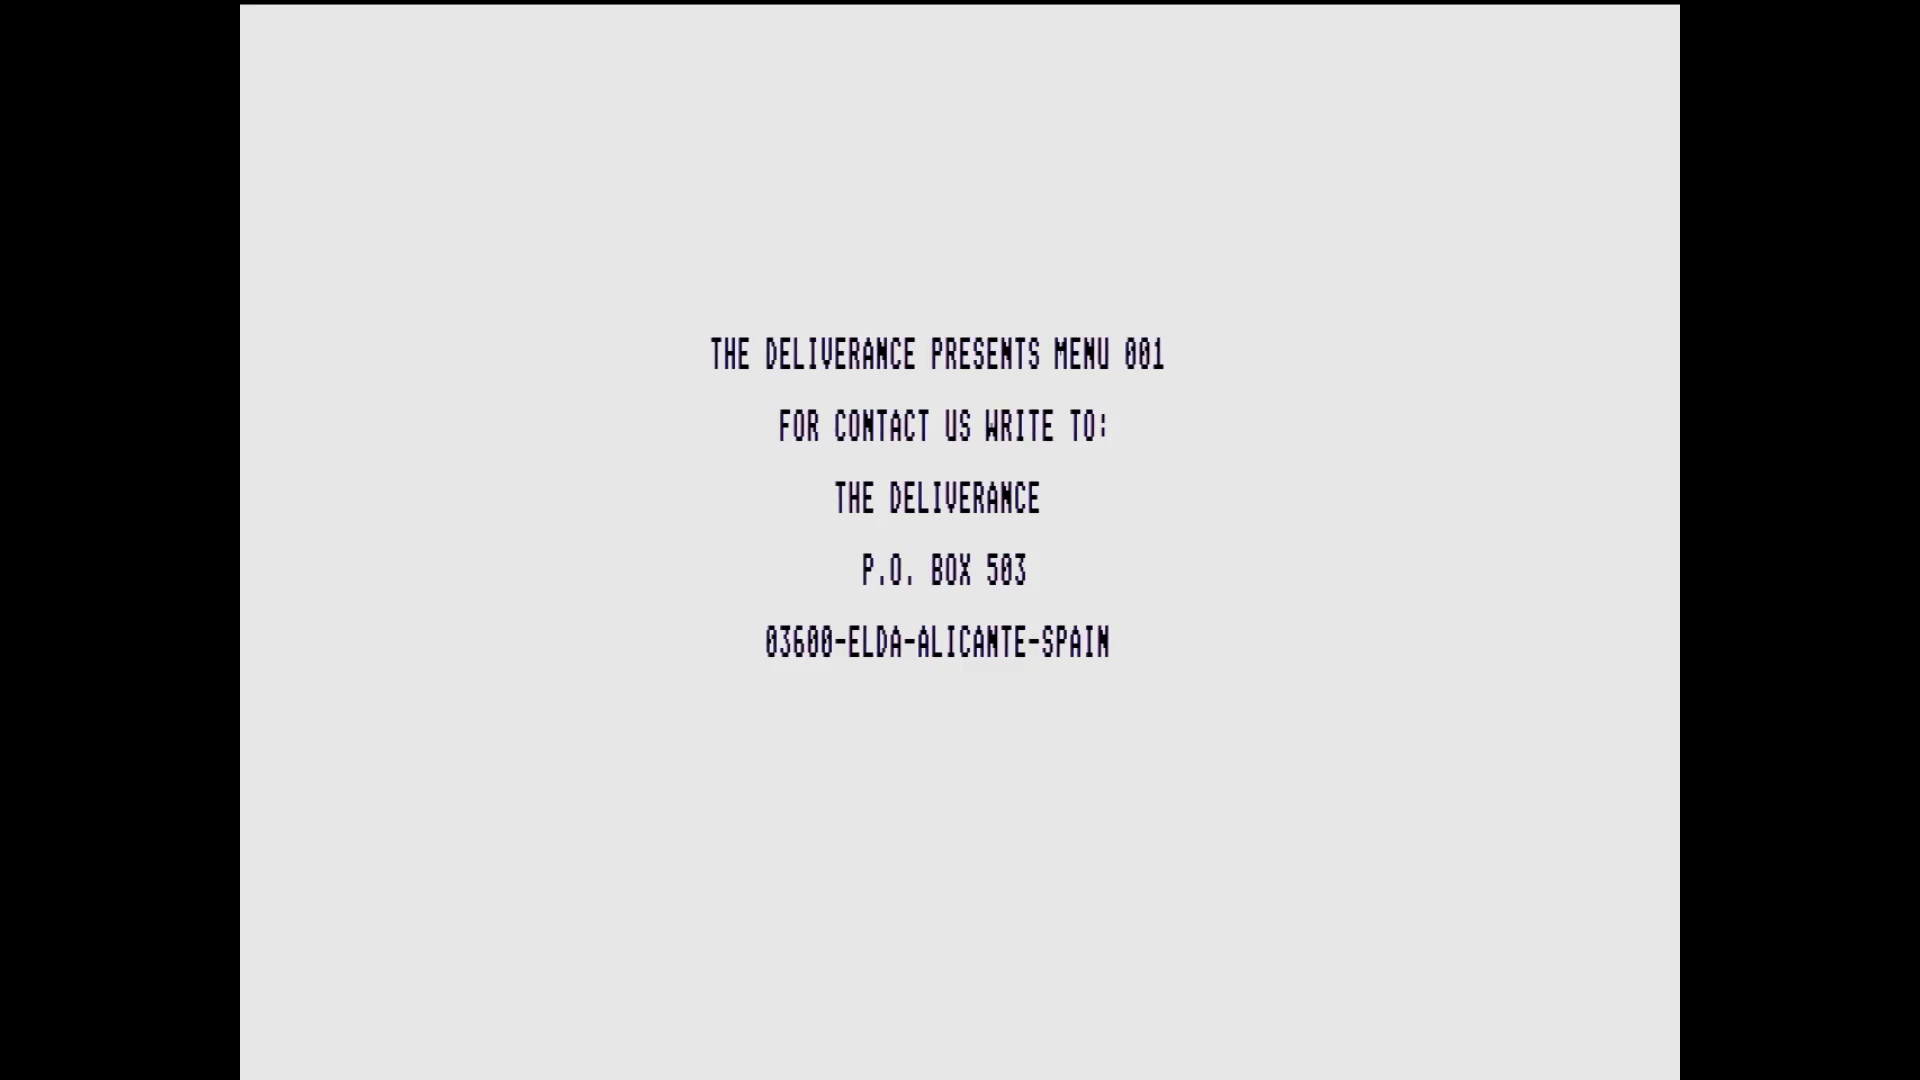 THE DELIVERANCE PRESENTS MENU 001
FOR CONTACT US WRITE TO:
THE DELIVERANCE
P.O. BOX 503
03600-ELDA-ALICANTE-SPAIN